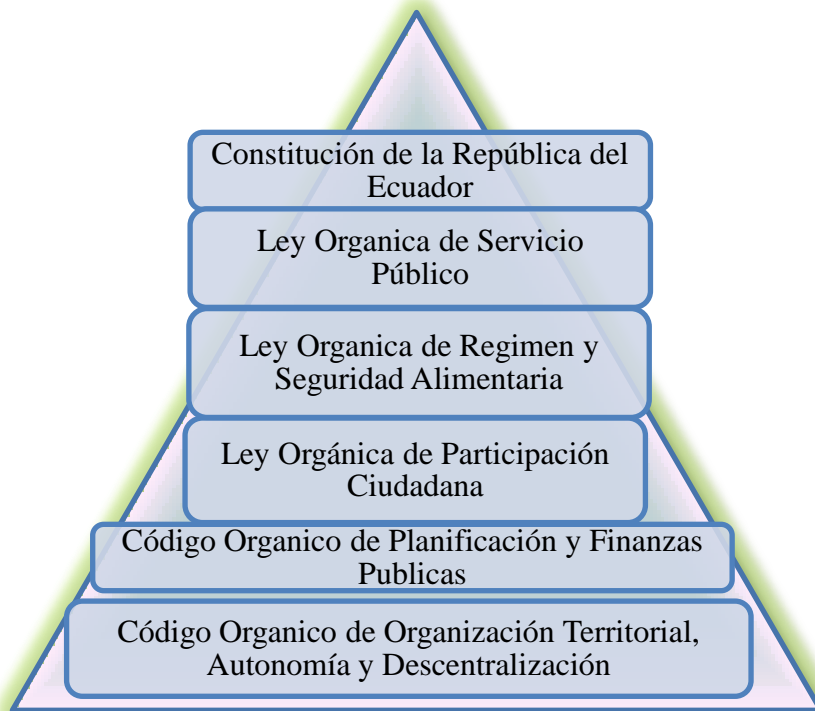 Constitución de la República del
Ecuador
Ley Organica de Servicio
Público
Ley Organica de Regimen y
Seguridad Alimentaria
Ley Orgánica de Participación
Ciudadana
Código Organico de Planificación y Finanzas
Publicas
Código Organico de Organización Territorial,
Autonomía y Descentralización